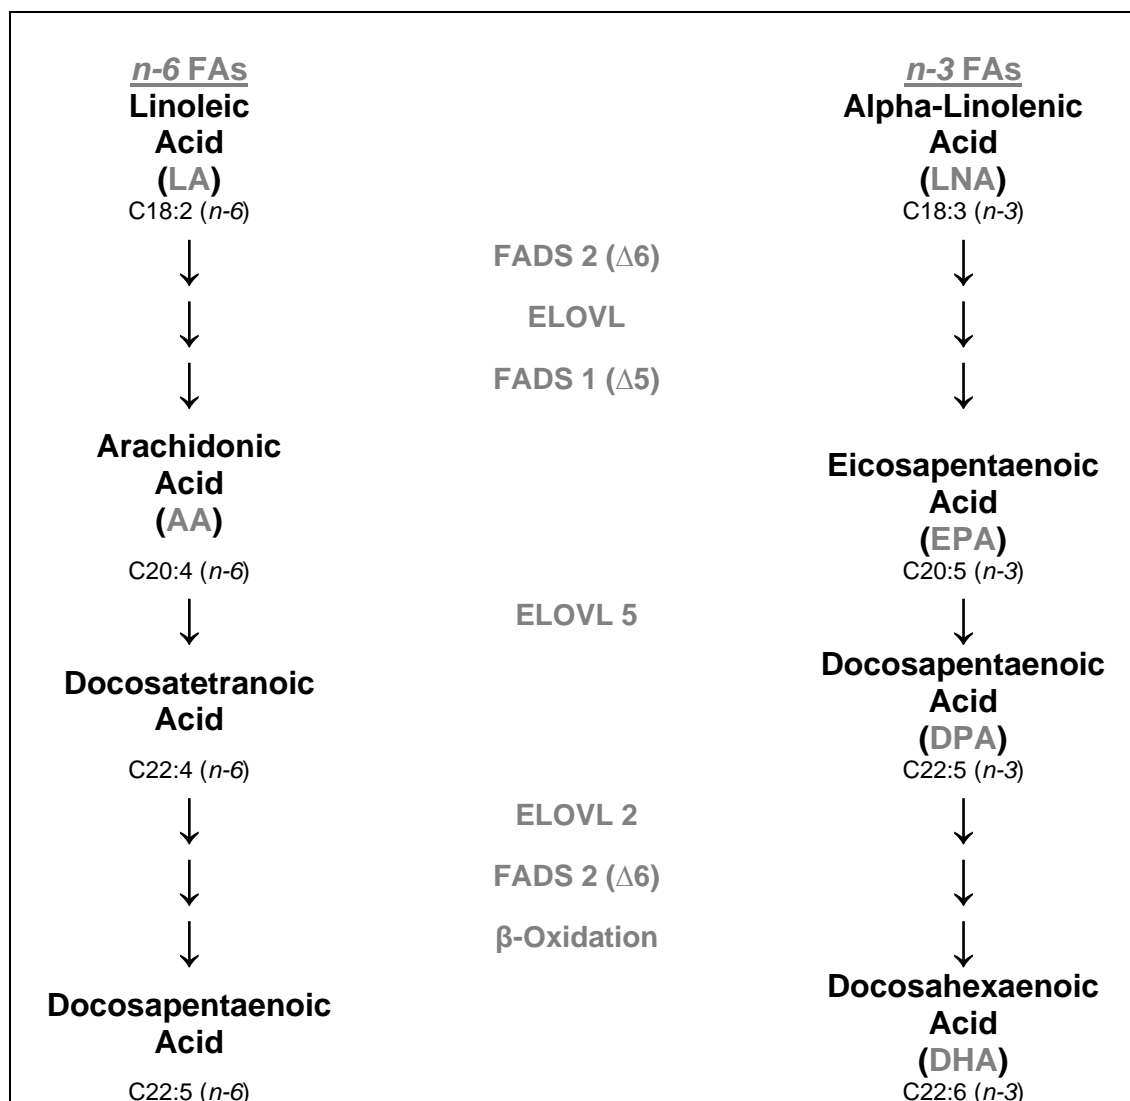 n-6 FAs
Linoleic
Acid
(LA)
C18:2 (n-6)
n-3 FAs
Alpha-Linolenic
Acid
(LNA)
C18:3 (n-3)
FADS 2 (Δ6)
ELOVL
FADS 1 (Δ5)
Arachidonic
Acid
(AA)
C20:4 (n-6)
Eicosapentaenoic
Acid
(EPA)
C20:5 (n-3)
ELOVL 5
Docosatetranoic
Acid
C22:4 (n-6)
Docosapentaenoic
Acid
(DPA)
C22:5 (n-3)
ELOVL 2
FADS 2 (Δ6)
β-Oxidation
Docosapentaenoic
Acid
C22:5 (n-6)
Docosahexaenoic
Acid
(DHA)
C22:6 (n-3)